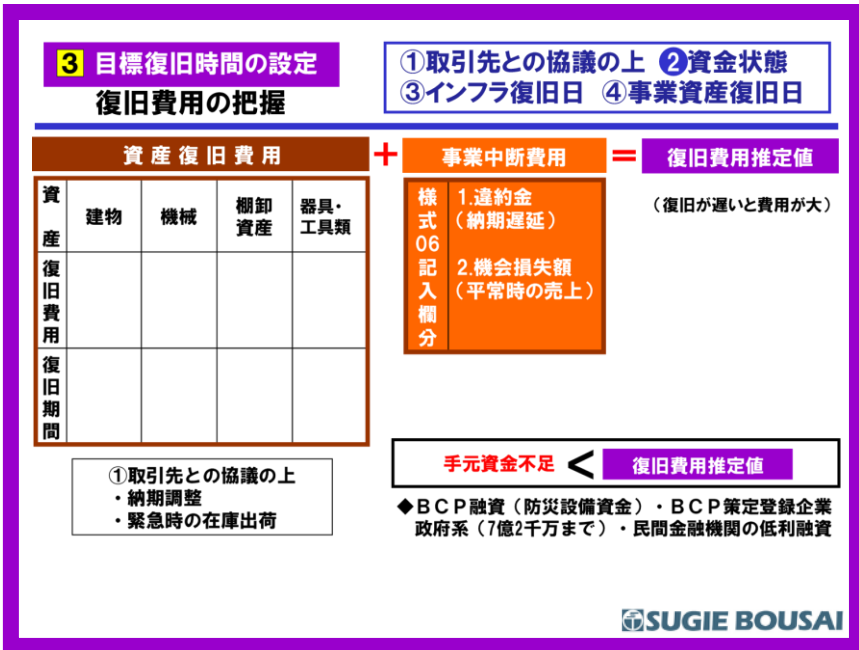 3 目標復旧時間の設定
復旧費用の把握
①取引先との協議の上 ❷資金状態
③インフラ復旧日 ④事業資産復旧日
資産復旧費用 + 事業中断費用 = 復旧費用推定値
資産
建物
機械
棚卸
資産
器具・
工具類
復旧費用
復旧期間
様式06記入欄分
1.違約金
(納期遅延)
2.機会損失額
(平常時の売上)
(復旧が遅いと費用が大)
①取引先との協議の上
・納期調整
・緊急時の在庫出荷
手元資金不足 < 復旧費用推定値
◆BCP融資(防災設備資金)・BCP策定登録企業
政府系(7億2千万まで)・民間金融機関の低利融資
SUGIE BOUSAI